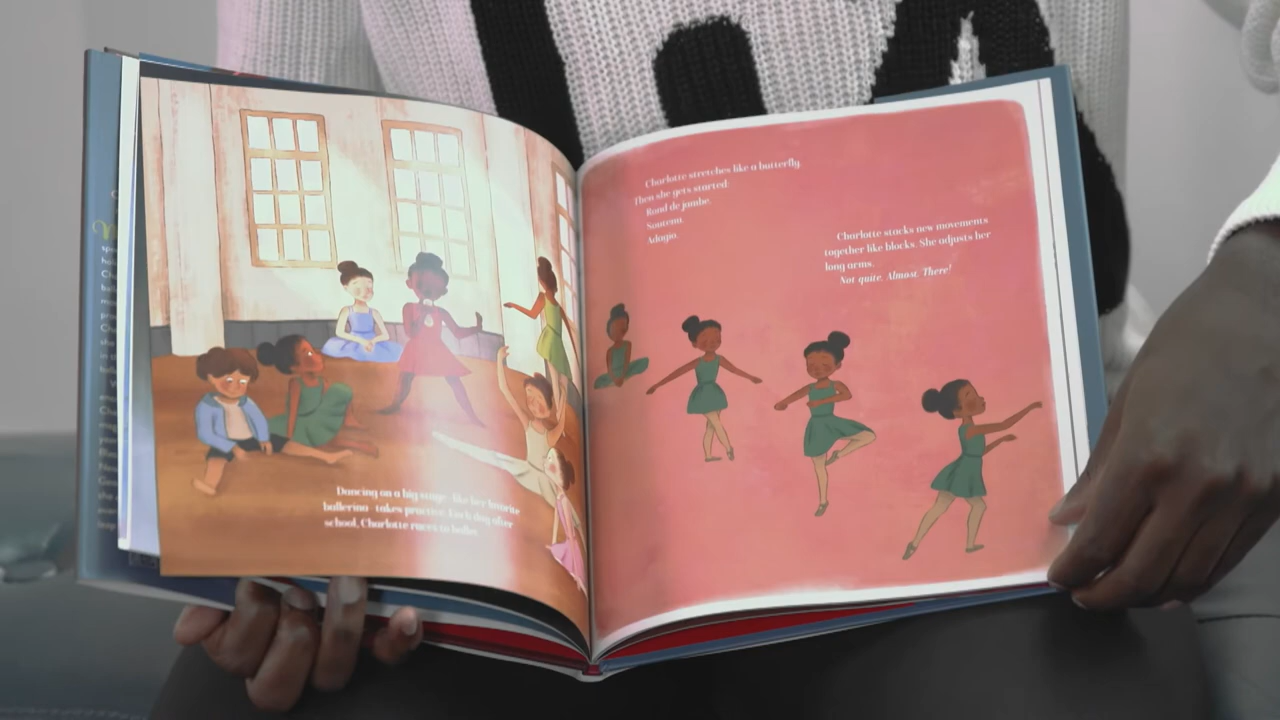 Dancing on a big stage, like her favorite
ballerina takes practice. Each day after
school, Charlotte races to ballet.
Charlotte stretches like a butterfly.
Then she gets started:
Rond de jambe.
Soutenu.
Adagio.
Charlotte stacks new movements
together like blocks. She adjusts her
long arms.
Not quite. Almost. There!